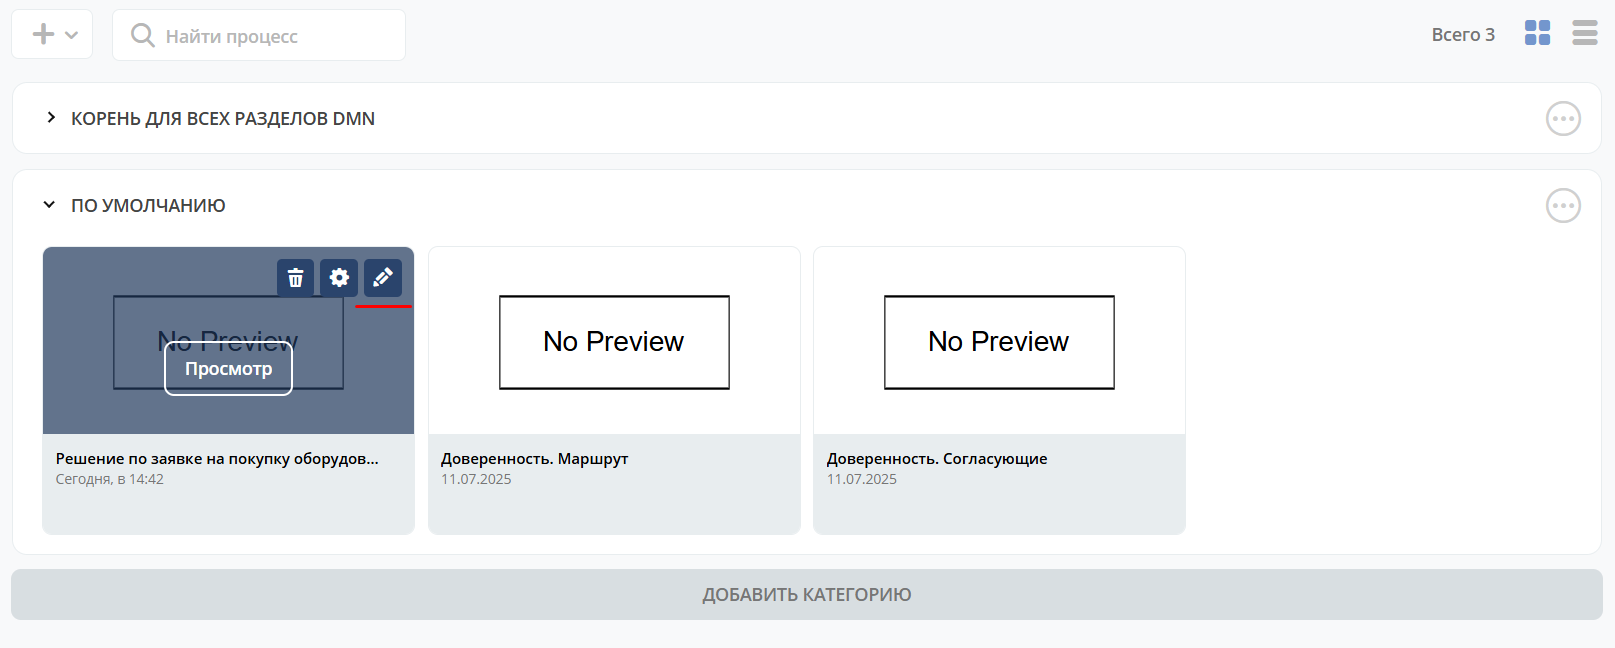 Найти процесс
Всего 3
КОРЕНЬ ДЛЯ ВСЕХ РАЗДЕЛОВ DMN
ПО УМОЛЧАНИЮ
No Preview
Просмотр
No Preview
No Preview
Решение по заявке на покупку оборудов...
Сегодня, в 14:42
Доверенность. Маршрут
11.07.2025
Доверенность. Согласующие
11.07.2025
ДОБАВИТЬ КАТЕГОРИЮ